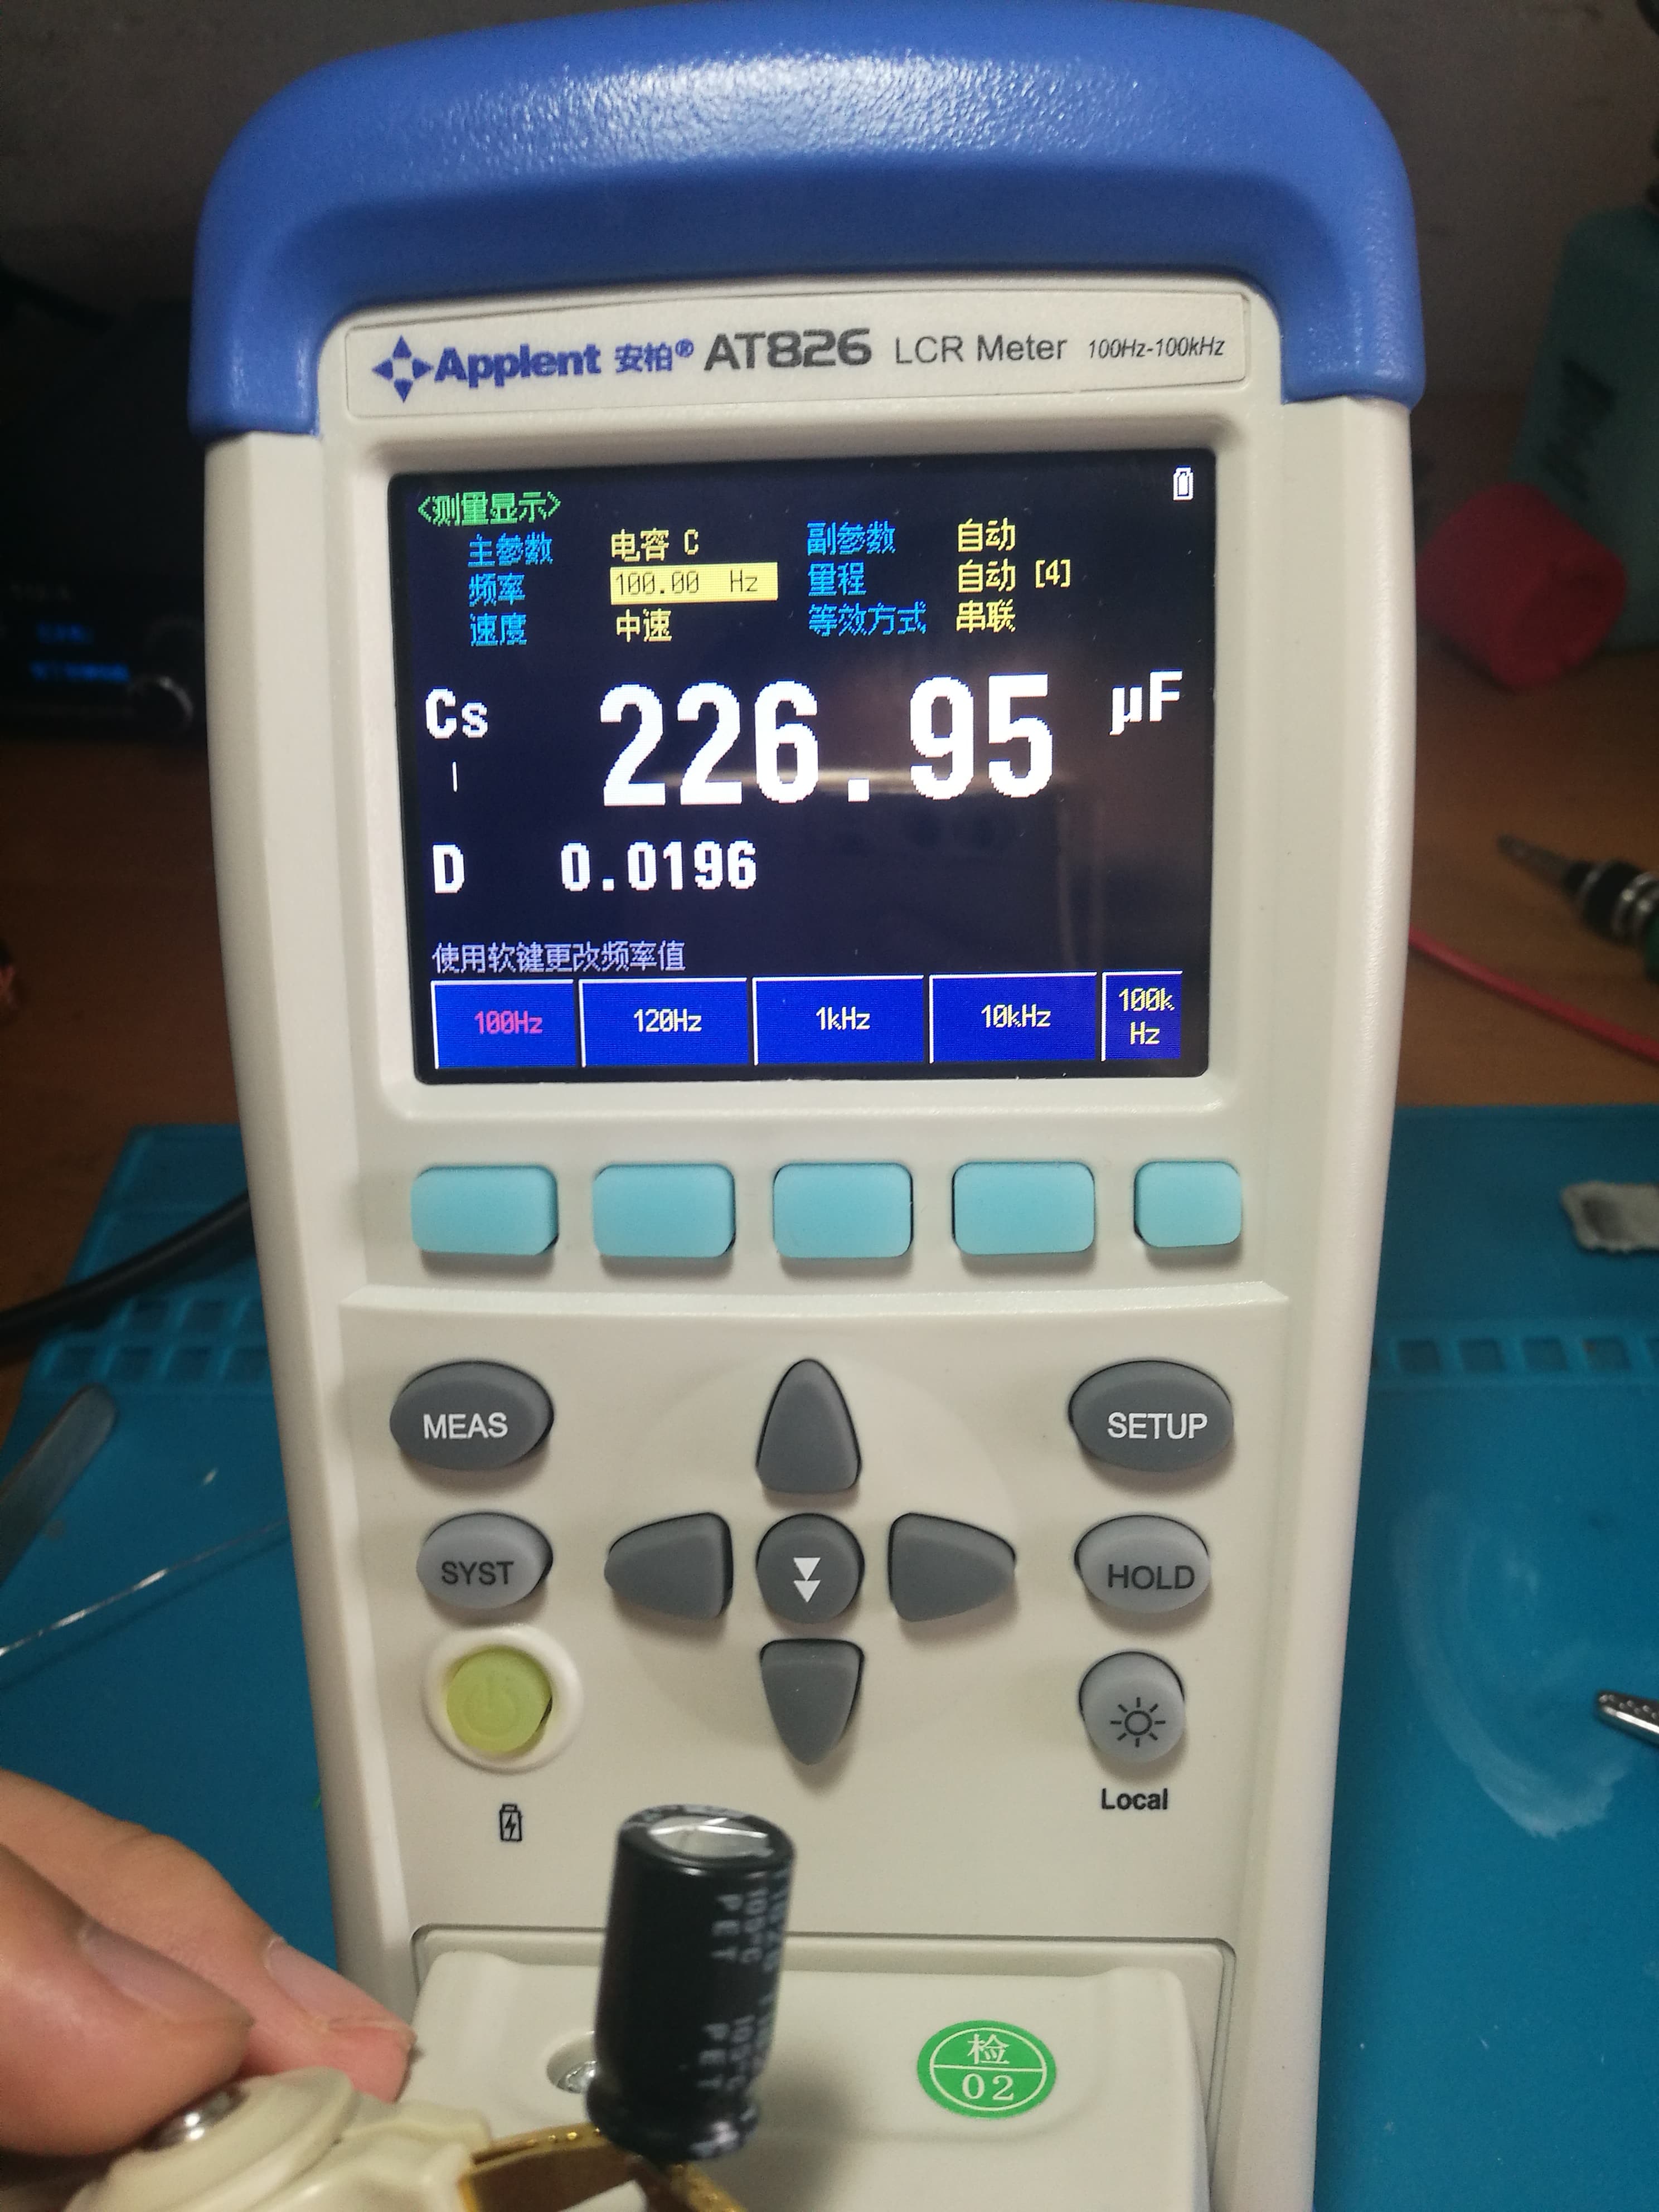 Applent 安柏® AT826 LCR Meter 100Hz-100kHz
<测量显示>
主参数 电容 C 副参数 自动
频率 100.00 Hz 量程 自动 [4]
速度 中速 等效方式 串联
Cs 226.95 µF
D 0.0196
使用软键更改频率值
100Hz 120Hz 1kHz 10kHz 100k
Hz
MEAS SETUP
SYST HOLD
Local
105°C 105°C
PET PET
检
02